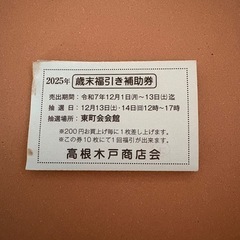 2025年 歳末福引き補助券
売出期間：令和7年12月1日(月)〜13日(土)迄
抽選日：12月13日(土)・14日(日)12時〜17時
抽選場所：東町会会館
※200円お買上げ毎に1枚差し上げます。
※この券10枚にて1回福引が出来ます。
高根木戸商店会